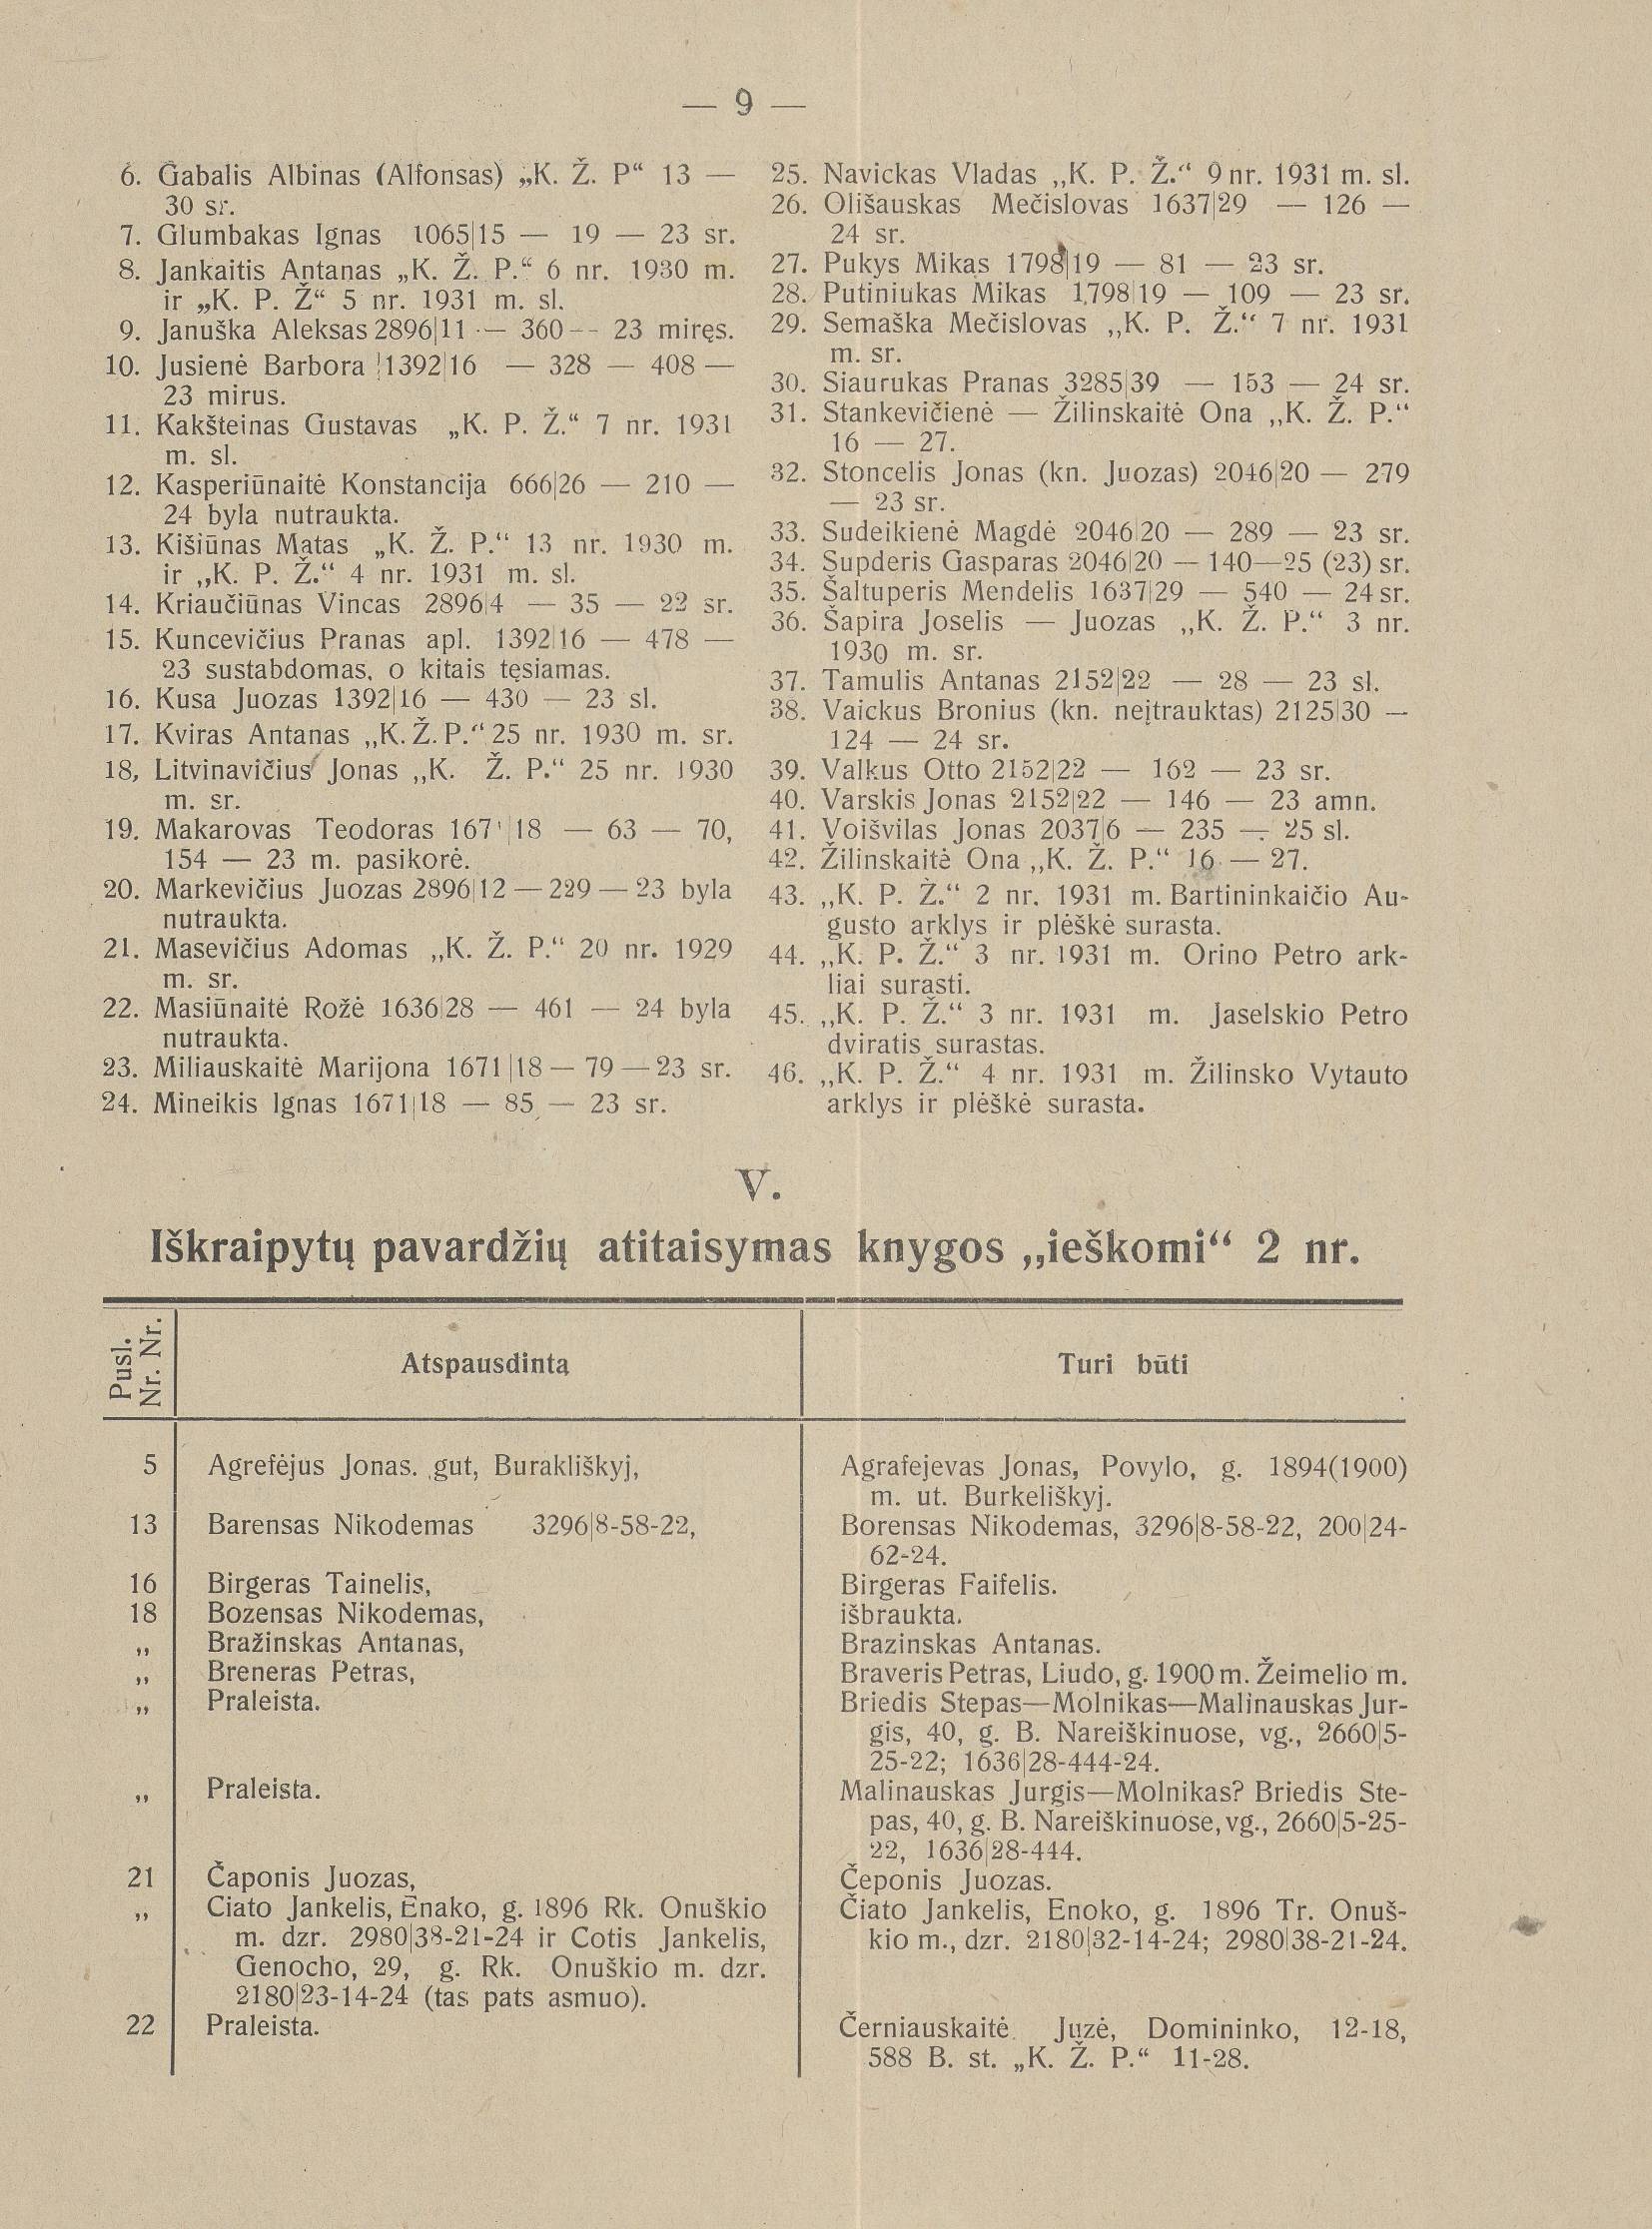 — 9 —
6. Gabalis Albinas (Alfonsas) „K. Ž. P“ 13 —
30 sr.
7. Glumbakas Ignas 1065|15 — 19 — 23 sr.
8. Jankaitis Antanas „K. Ž. P.“ 6 nr. 1930 m.
ir „K. P. Ž“ 5 nr. 1931 m. sl.
9. Januška Aleksas 2896|11 — 360 — 23 miręs.
10. Jusienė Barbora 1392|16 — 328 — 408 —
23 mirus.
11. Kakšteinas Gustavas „K. P. Ž.“ 7 nr. 1931
m. sl.
12. Kasperiūnaitė Konstancija 666|26 — 210 —
24 byla nutraukta.
13. Kišiūnas Matas „K. Ž. P.“ 13 nr. 1930 m.
ir „K. P. Ž.“ 4 nr. 1931 m. sl.
14. Kriaučiūnas Vincas 2896|4 — 35 — 22 sr.
15. Kuncevičius Pranas apl. 1392|16 — 478 —
23 sustabdomas, o kitais tęsiamas.
16. Kusa Juozas 1392|16 — 430 — 23 sl.
17. Kviras Antanas „K. Ž. P.“ 25 nr. 1930 m. sr.
18, Litvinavičius Jonas „K. Ž. P.“ 25 nr. 1930
m. sr.
19. Makarovas Teodoras |18 — 63 — 70,
154 — 23 m. pasikorė.
20. Markevičius Juozas 2896|12 — 229 — 23 byla
nutraukta.
21. Masevičius Adomas „K. Ž. P.“ 20 nr. 1929
m. sr.
22. Masiūnaitė Rožė 1636|28 — 461 — 24 byla
nutraukta.
23. Miliauskaitė Marijona 1671|18 — 79 — 23 sr.
24. Mineikis Ignas 1671|18 — 85 — 23 sr.
25. Navickas Vladas „K. P. Ž.“ 9 nr. 1931 m. sl.
26. Olišauskas Mečislovas 1637|29 — 126 —
24 sr.
27. Pukys Mikas 1798|19 — 81 — 23 sr.
28. Putiniukas Mikas 1798|19 — 109 — 23 sr.
29. Semaška Mečislovas „K. P. Ž.“ 7 nr. 1931
m. sr.
30. Siaurukas Pranas 3285|39 — 153 — 24 sr.
31. Stankevičienė — Žilinskaitė Ona „K. Ž. P.“
16 — 27.
32. Stoncelis Jonas (kn. Juozas) 2046|20 — 279
— 23 sr.
33. Sudeikienė Magdė 2046|20 — 289 — 23 sr.
34. Supderis Gasparas 2046|20 — 140—25 (23) sr.
35. Šaltuperis Mendelis 1637|29 — 540 — 24 sr.
36. Šapira Joselis — Juozas „K. Ž. P.“ 3 nr.
1930 m. sr.
37. Tamulis Antanas 2152|22 — 28 — 23 sl.
38. Vaickus Bronius (kn. neįtrauktas) 2125|30 —
124 — 24 sr.
39. Valkus Otto 2152|22 — 162 — 23 sr.
40. Varskis Jonas 2152|22 — 146 — 23 amn.
41. Voišvilas Jonas 2037|6 — 235 — 25 sl.
42. Žilinskaitė Ona „K. Ž. P.“ 16 — 27.
43. „K. P. Ž.“ 2 nr. 1931 m. Bartininkaičio Au-
gusto arklys ir plėškė surasta.
44. „K. P. Ž.“ 3 nr. 1931 m. Orino Petro ark-
liai surasti.
45. „K. P. Ž.“ 3 nr. 1931 m. Jaselskio Petro
dviratis surastas.
46. „K. P. Ž.“ 4 nr. 1931 m. Žilinsko Vytauto
arklys ir plėškė surasta.
V.
Iškraipytų pavardžių atitaisymas knygos „ieškomi“ 2 nr.
Pusl.
Nr. Nr.
Atspausdinta
Turi būti
5 Agrefėjus Jonas. gut, Burakliškyj,
Agrafejevas Jonas, Povylo, g. 1894(1900)
m. ut. Burkeliškyj.
13 Barensas Nikodemas 3296|8-58-22,
Borensas Nikodemas, 3296|8-58-22, 200|24-
62-24.
16 Birgeras Tainelis,
Birgeras Faifelis.
18 Bozensas Nikodemas,
išbraukta.
„ Bražinskas Antanas,
Brazinskas Antanas.
„ Breneras Petras,
Braveris Petras, Liudo, g. 1900 m. Žeimelio m.
„ Praleista.
Briedis Stepas—Molnikas—Malinauskas Jur-
gis, 40, g. B. Nareiškinuose, vg., 2660|5-
25-22; 1636|28-444-24.
„ Praleista.
Malinauskas Jurgis—Molnikas? Briedis Ste-
pas, 40, g. B. Nareiškinuose, vg., 2660|5-25-
22, 1636|28-444.
21 Čaponis Juozas,
Čeponis Juozas.
„ Ciato Jankelis, Enako, g. 1896 Rk. Onuškio
m. dzr. 2980|38-21-24 ir Cotis Jankelis,
Genocho, 29, g. Rk. Onuškio m. dzr.
2180|23-14-24 (tas pats asmuo).
Čiato Jankelis, Enoko, g. 1896 Tr. Onuš-
kio m., dzr. 2180|32-14-24; 2980|38-21-24.
22 Praleista.
Černiauskaitė Juzė, Domininko, 12-18,
588 B. st. „K. Ž. P.“ 11-28.